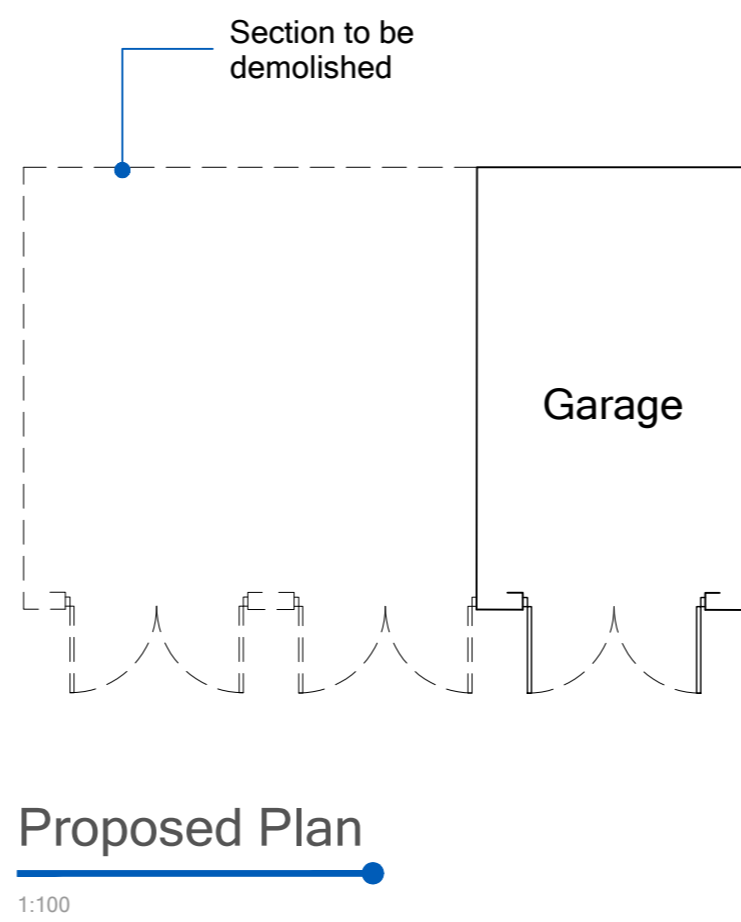 Section to be
demolished
Garage
Proposed Plan
1:100